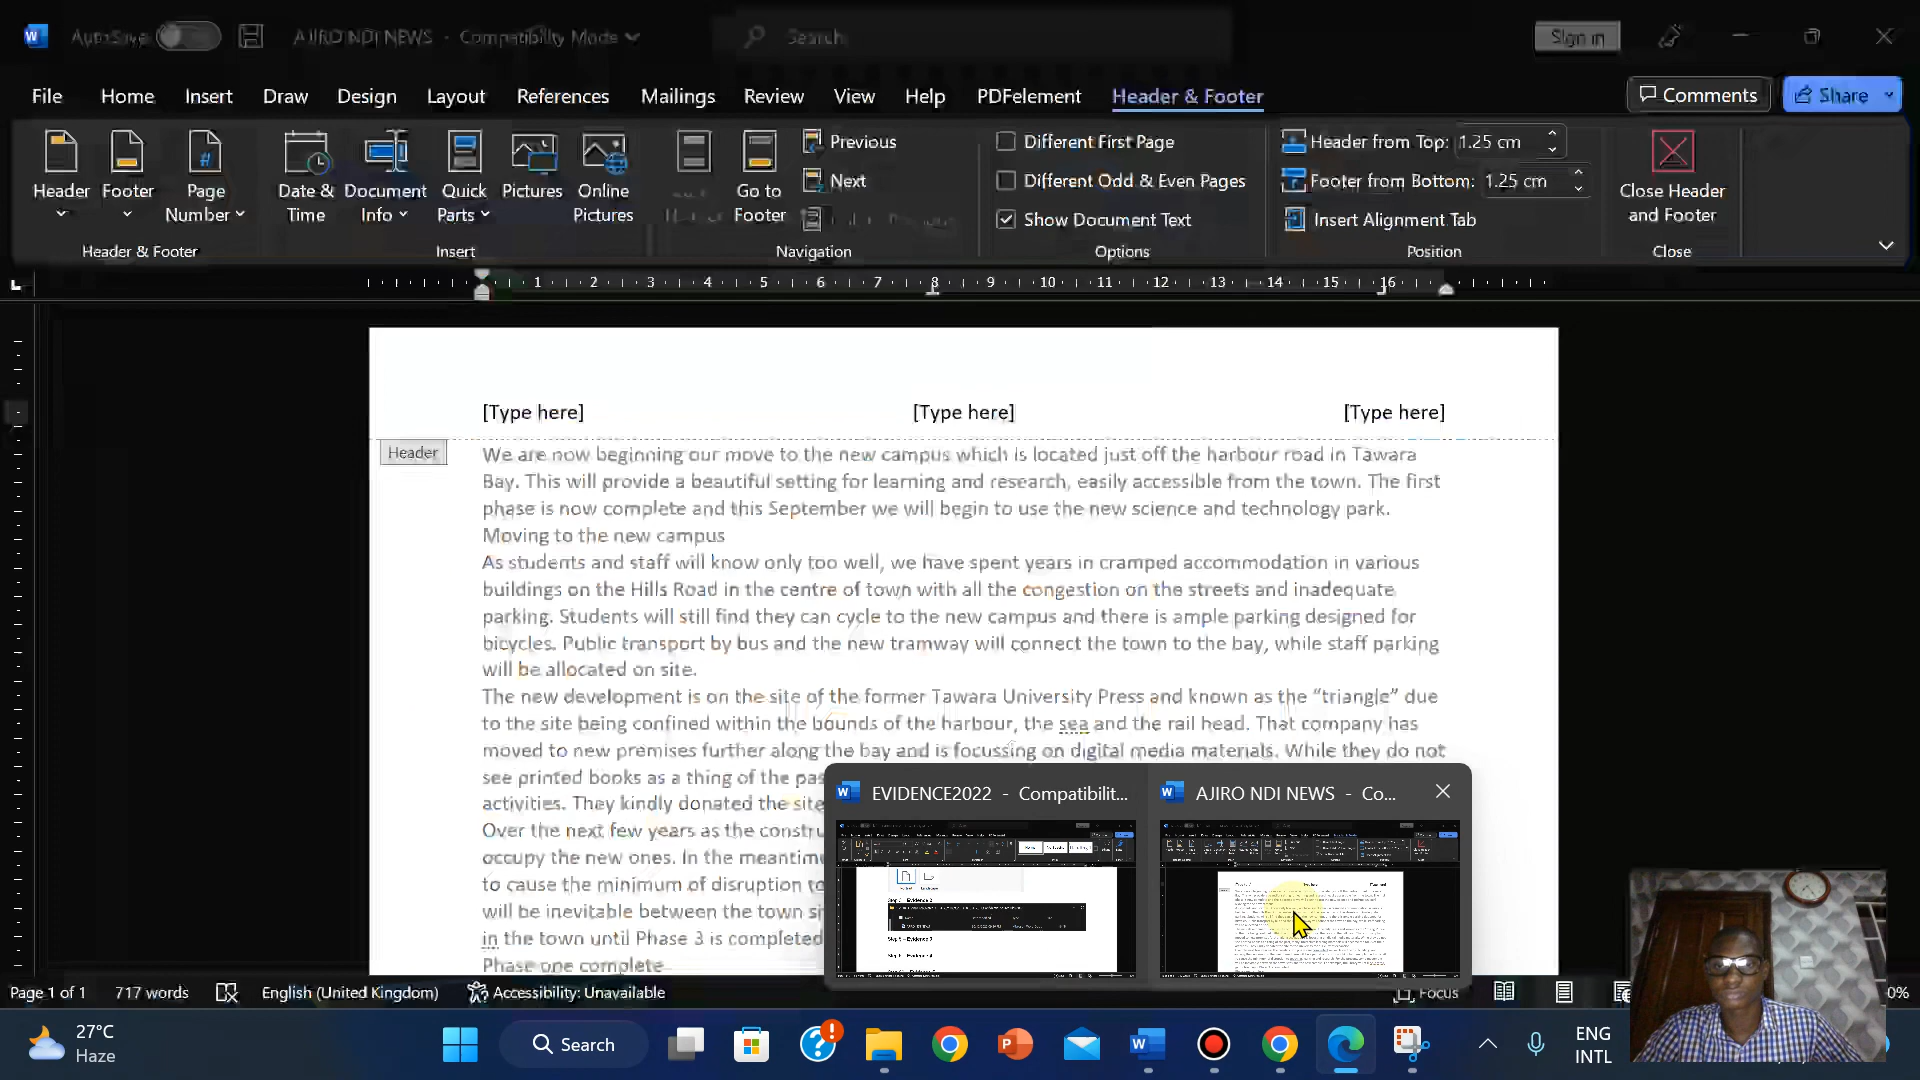 AutoSave
AJIRO NDI NEWS - Compatibility Mode
Search
Sign in
File Home Insert Draw Design Layout References Mailings Review View Help PDFelement Header & Footer
Comments Share
Header Footer Page Number
Date & Time Document Info Quick Parts Pictures Online Pictures
Go to Footer
Previous
Next
Different First Page
Different Odd & Even Pages
Show Document Text
Header from Top: 1.25 cm
Footer from Bottom: 1.25 cm
Insert Alignment Tab
Close Header and Footer
Header & Footer Insert Navigation Options Position Close
1 2 3 4 5 6 7 8 9 10 11 12 13 14 15 16
[Type here] [Type here] [Type here]
Header
We are now beginning our move to the new campus which is located just off the harbour road in Tawara
Bay. This will provide a beautiful setting for learning and research, easily accessible from the town. The first
phase is now complete and this September we will begin to use the new science and technology park.
Moving to the new campus
As students and staff will know only too well, we have spent years in cramped accommodation in various
buildings on the Hills Road in the centre of town with all the congestion on the streets and inadequate
parking. Students will still find they can cycle to the new campus and there is ample parking designed for
bicycles. Public transport by bus and the new tramway will connect the town to the bay, while staff parking
will be allocated on site.
The new development is on the site of the former Tawara University Press and known as the “triangle” due
to the site being confined within the bounds of the harbour, the sea and the rail head. That company has
moved to new premises further along the bay and is focussing on digital media materials. While they do not
see printed books as a thing of the pas
activities. They kindly donated the site
Over the next few years as the constru
occupy the new ones. In the meantim
to cause the minimum of disruption to
will be inevitable between the town si
in the town until Phase 3 is completed
Phase one complete
EVIDENCE2022 - Compatibilit...
AJIRO NDI NEWS - Co...
Page 1 of 1 717 words English (United Kingdom) Accessibility: Unavailable Focus 0%
27°C
Haze
Search
ENG
INTL